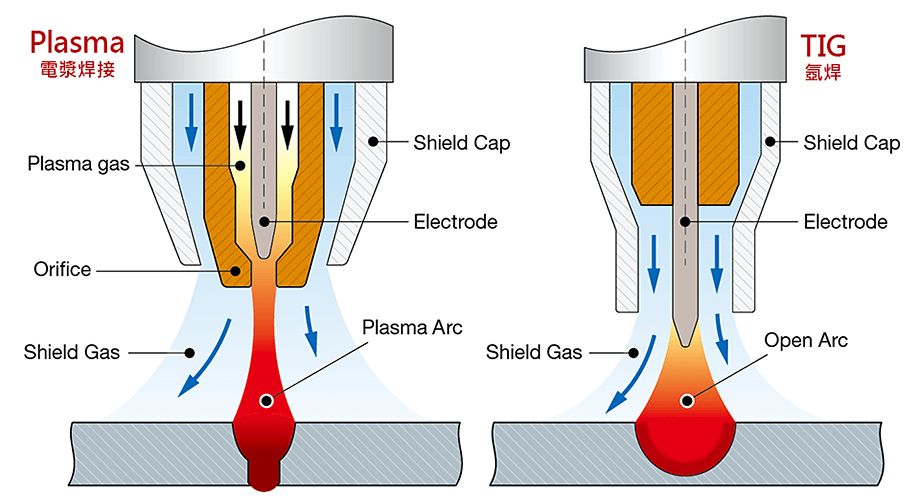 Plasma
電漿焊接
Plasma gas
Orifice
Shield Gas
Shield Cap
Electrode
Plasma Arc
TIG
氬焊
Shield Cap
Electrode
Shield Gas
Open Arc